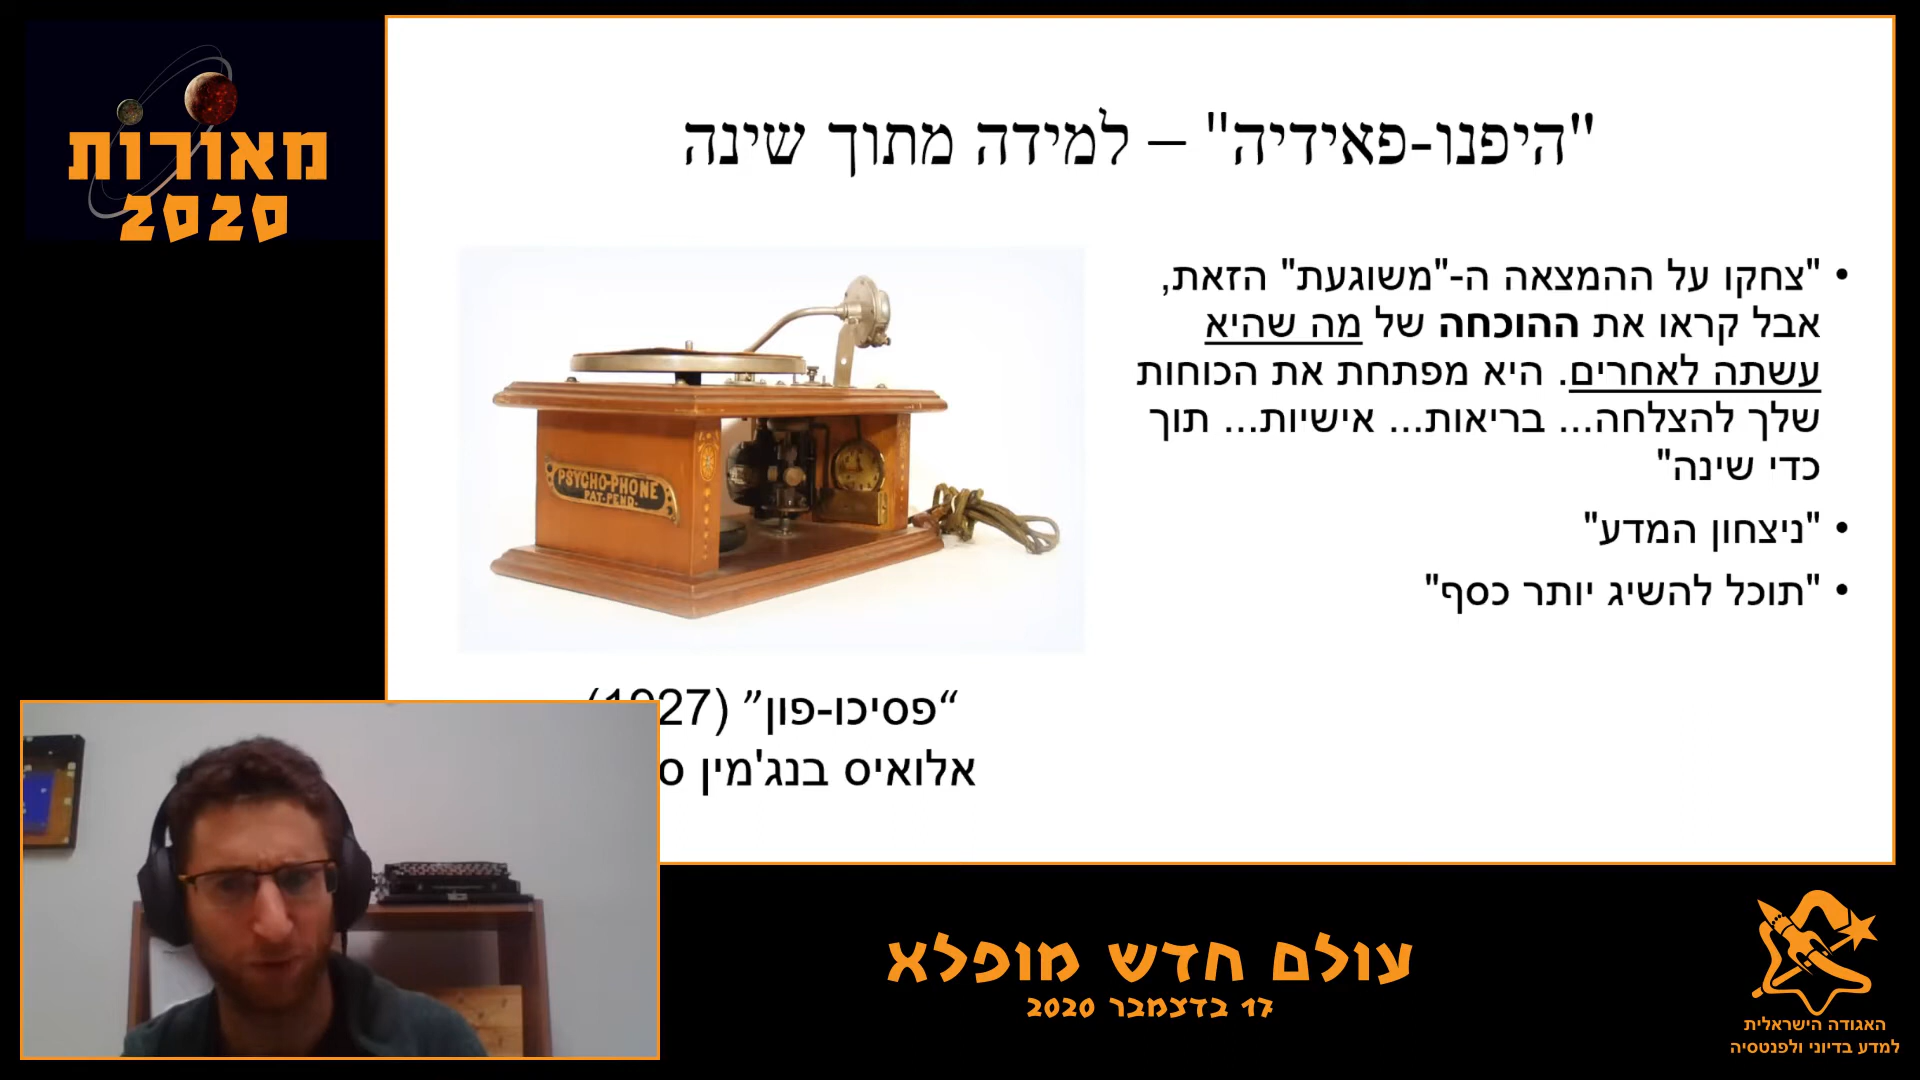 מאורות
2020
"היפנו-פאידיה" – למידה מתוך שינה
• "צחקו על ההמצאה ה-"משוגעת" הזאת,
אבל קראו את ההוכחה של מה שהיא
עשתה לאחרים. היא מפתחת את הכוחות
שלך להצלחה... בריאות... אישיות... תוך
כדי שינה"
• "ניצחון המדע"
• "תוכל להשיג יותר כסף"
PSYCHO-PHONE
PAT. PEND.
“פסיכו-פון” (1927)
אלואיס בנג'מין
עולם חדש מופלא
17 בדצמבר 2020
האגודה הישראלית
למדע בדיוני ולפנטסיה